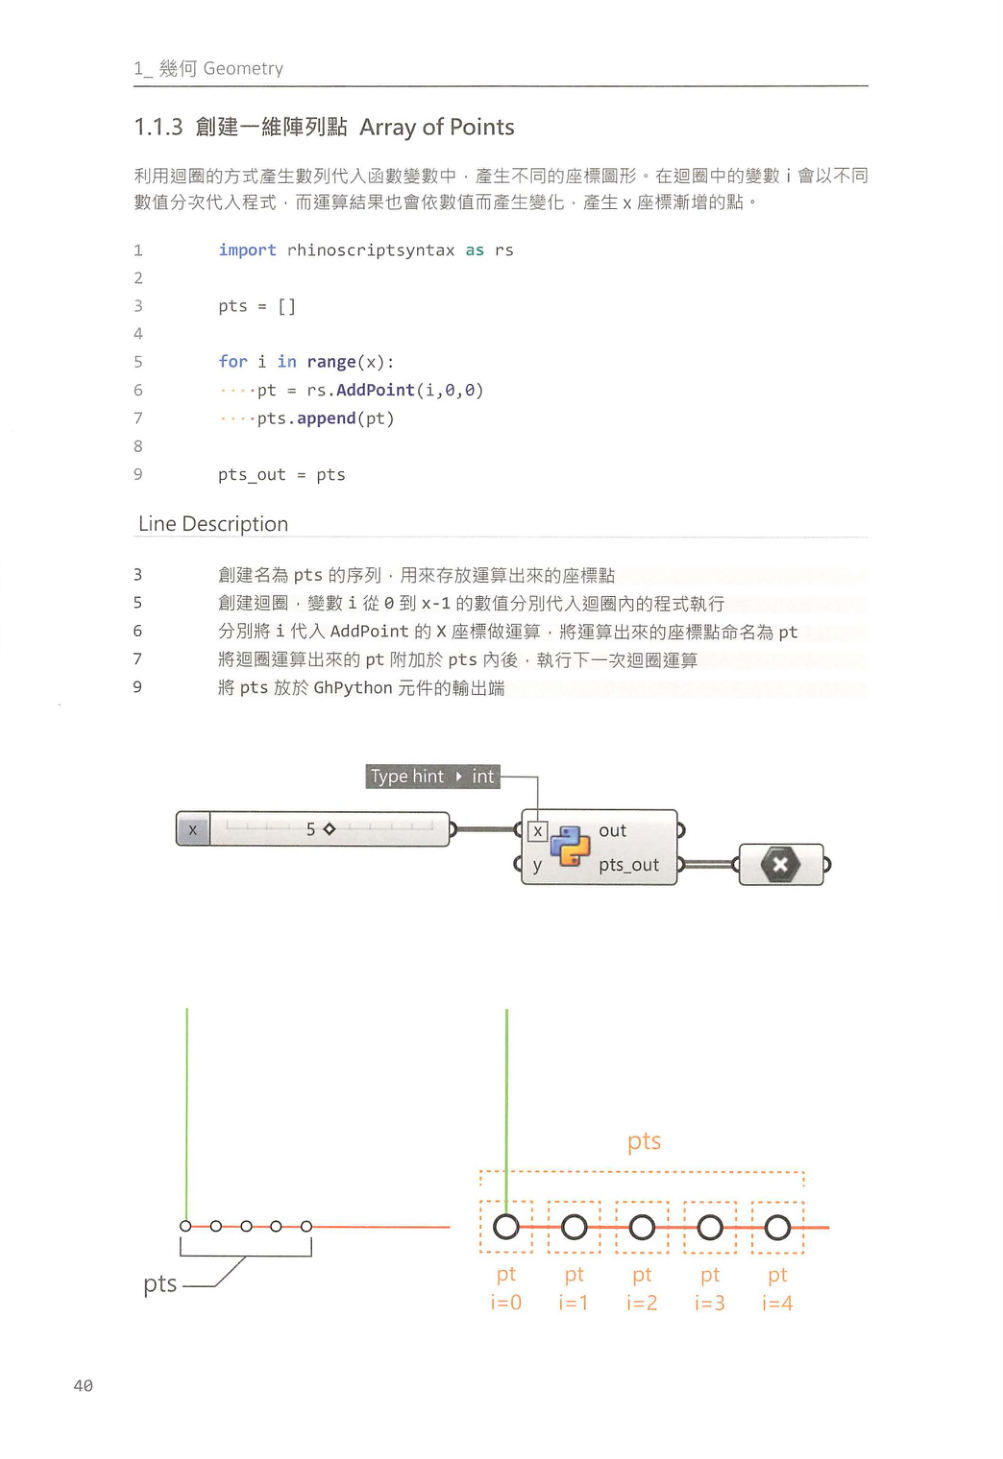 1_ 幾何 Geometry
1.1.3 創建一維陣列點 Array of Points
利用迴圈的方式產生數列代入函數變數中，產生不同的座標圖形。在迴圈中的變數 i 會以不同
數值分次代入程式，而運算結果也會依數值而產生變化，產生 x 座標漸增的點。
1 import rhinoscriptsyntax as rs
2
3 pts = []
4
5 for i in range(x):
6 ····pt = rs.AddPoint(i,0,0)
7 ····pts.append(pt)
8
9 pts_out = pts
Line Description
3 創建名為 pts 的序列，用來存放運算出來的座標點
5 創建迴圈，變數 i 從 0 到 x-1 的數值分別代入迴圈內的程式執行
6 分別將 i 代入 AddPoint 的 X 座標做運算，將運算出來的座標點命名為 pt
7 將迴圈運算出來的 pt 附加於 pts 內後，執行下一次迴圈運算
9 將 pts 放於 GhPython 元件的輸出端
Type hint ▸ int
x 5 x out
y pts_out
pts
pts
pt pt pt pt pt
i=0 i=1 i=2 i=3 i=4
40